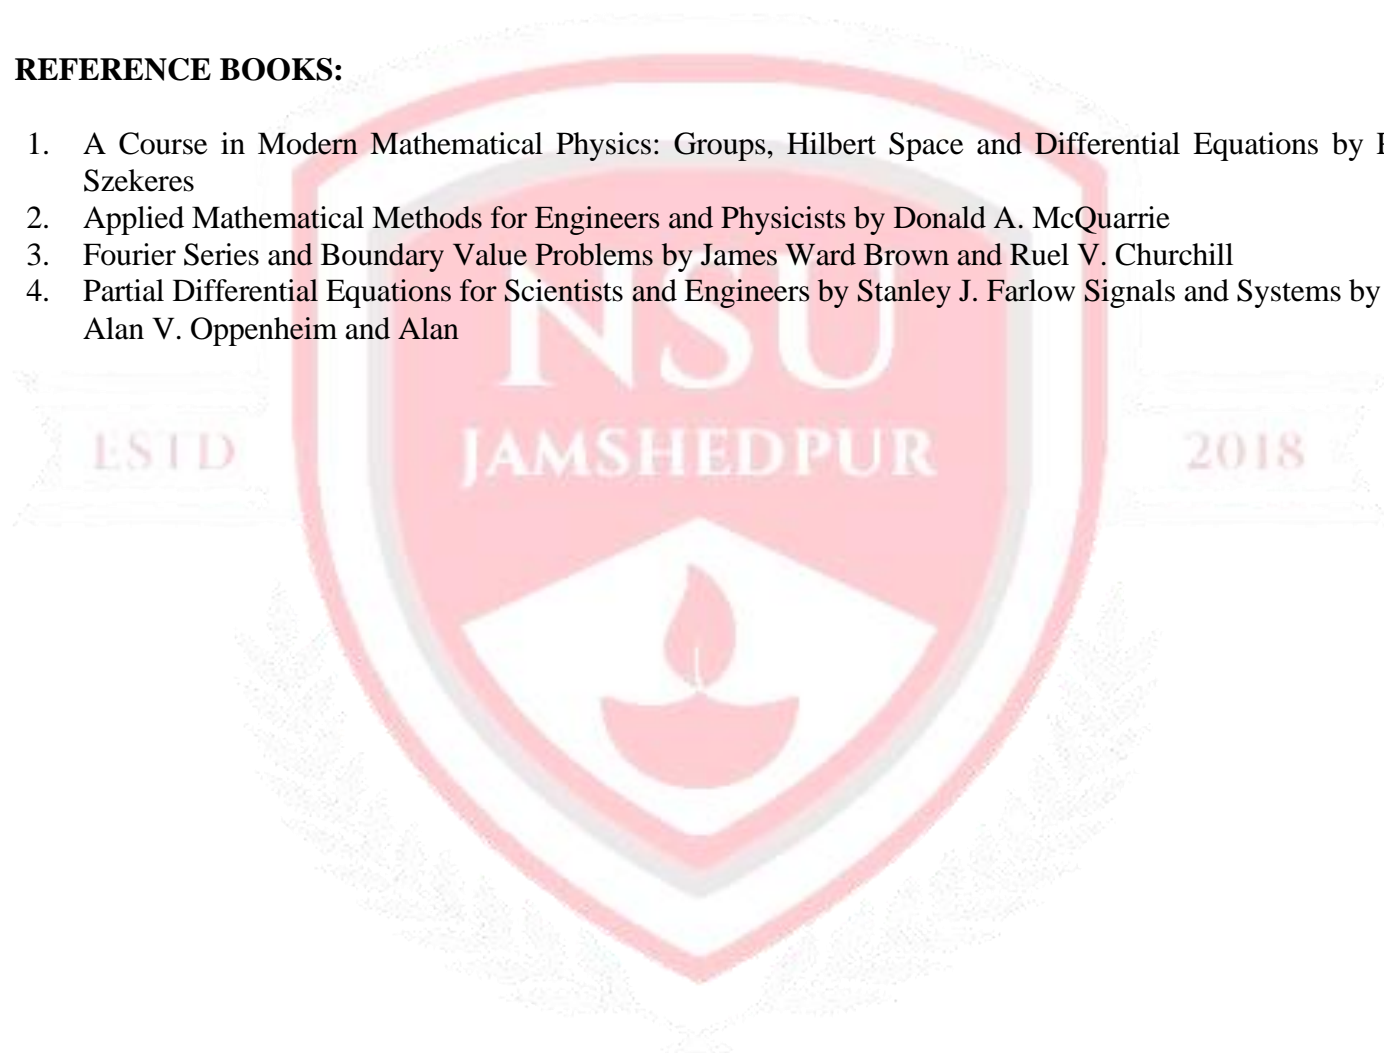 REFERENCE BOOKS:
1. A Course in Modern Mathematical Physics: Groups, Hilbert Space and Differential Equations by
Szekeres
2. Applied Mathematical Methods for Engineers and Physicists by Donald A. McQuarrie
3. Fourier Series and Boundary Value Problems by James Ward Brown and Ruel V. Churchill
4. Partial Differential Equations for Scientists and Engineers by Stanley J. Farlow Signals and Systems by
Alan V. Oppenheim and Alan
NSU
JAMSHEDPUR
ESTD
2018